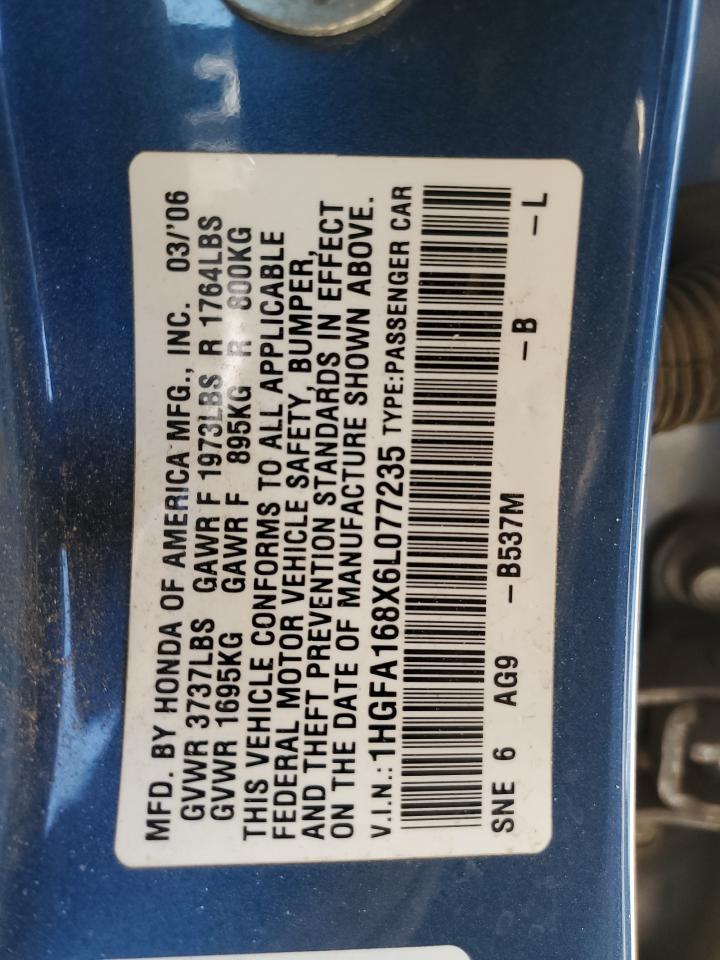 MFD. BY HONDA OF AMERICA MFG., INC. 03/'06
GVWR 3737LBS GAWR F 1973LBS R 1764LBS
GVWR 1695KG GAWR F 895KG R 800KG
THIS VEHICLE CONFORMS TO ALL APPLICABLE
FEDERAL MOTOR VEHICLE SAFETY, BUMPER,
AND THEFT PREVENTION STANDARDS IN EFFECT
ON THE DATE OF MANUFACTURE SHOWN ABOVE.
V.I.N.: 1HGFA168X6L077235 TYPE:PASSENGER CAR
SNE 6 AG9 -B537M -B -L